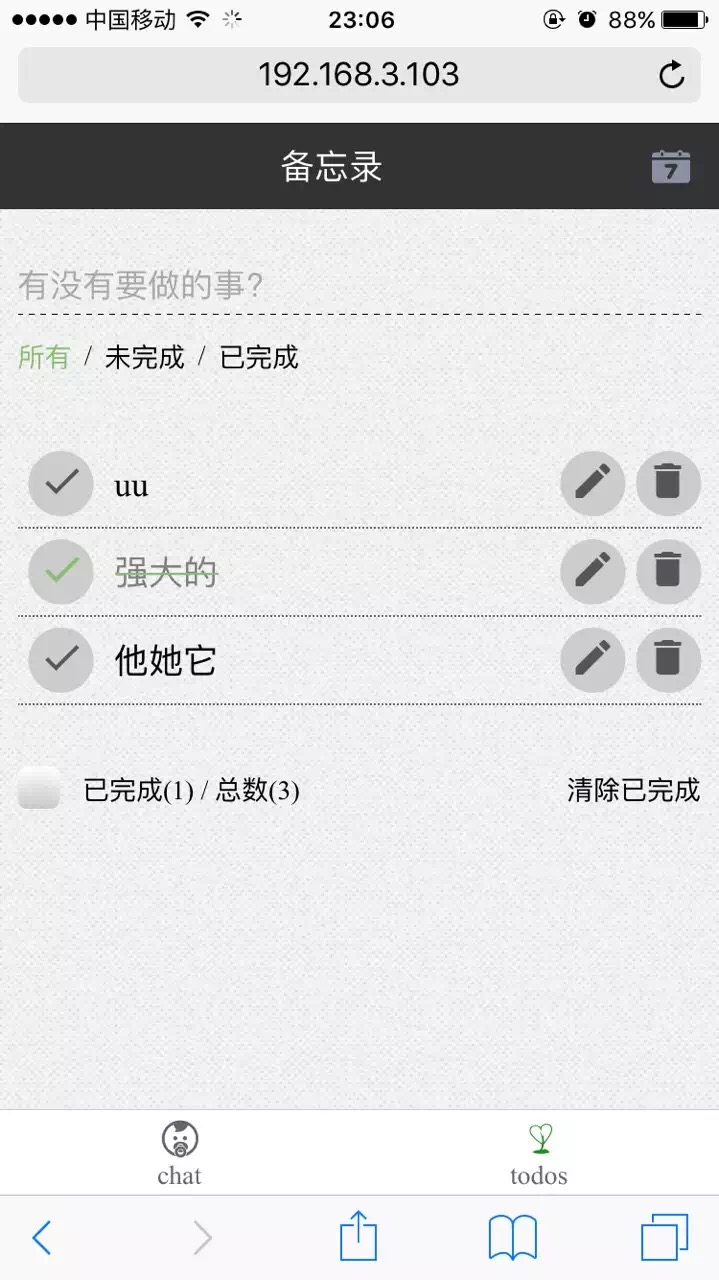 中国移动 23:06 88%
192.168.3.103
备忘录 7
有没有要做的事?
所有 / 未完成 / 已完成
uu
强大的
他她它
已完成(1) / 总数(3) 清除已完成
chat todos